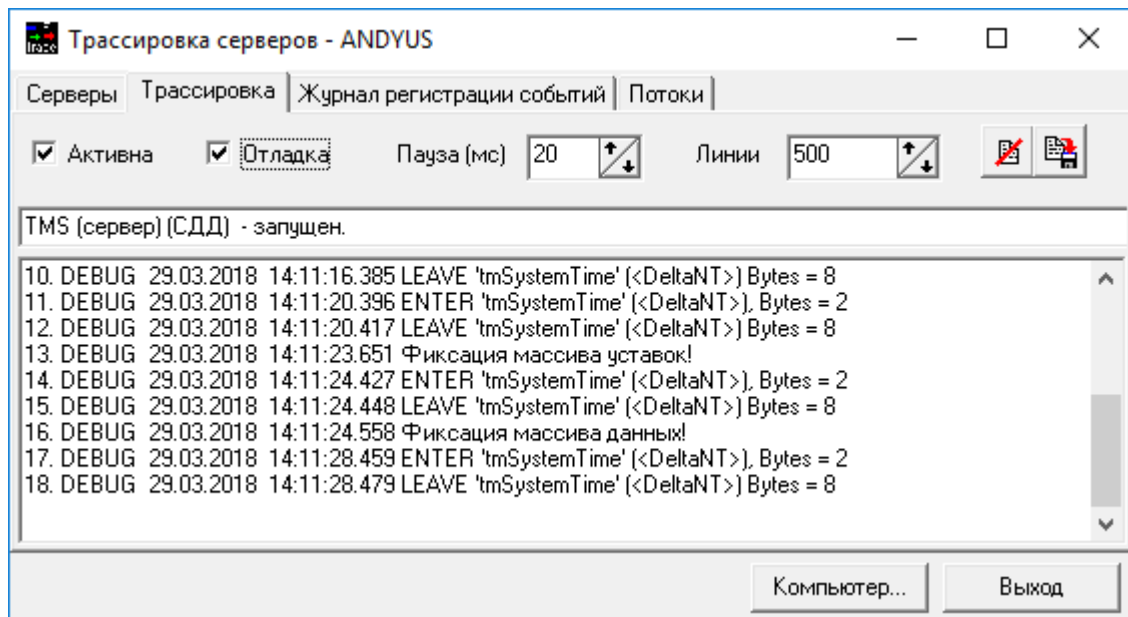 Трассировка серверов - ANDYUS
Серверы Трассировка Журнал регистрации событий Потоки
Активна Отладка Пауза (мс) 20 Линии 500
TMS (сервер) (СДД)  - запущен.
10. DEBUG  29.03.2018  14:11:16.385 LEAVE 'tmSystemTime' (<DeltaNT>) Bytes = 8
11. DEBUG  29.03.2018  14:11:20.396 ENTER 'tmSystemTime' (<DeltaNT>), Bytes = 2
12. DEBUG  29.03.2018  14:11:20.417 LEAVE 'tmSystemTime' (<DeltaNT>) Bytes = 8
13. DEBUG  29.03.2018  14:11:23.651 Фиксация массива уставок!
14. DEBUG  29.03.2018  14:11:24.427 ENTER 'tmSystemTime' (<DeltaNT>), Bytes = 2
15. DEBUG  29.03.2018  14:11:24.448 LEAVE 'tmSystemTime' (<DeltaNT>) Bytes = 8
16. DEBUG  29.03.2018  14:11:24.558 Фиксация массива данных!
17. DEBUG  29.03.2018  14:11:28.459 ENTER 'tmSystemTime' (<DeltaNT>), Bytes = 2
18. DEBUG  29.03.2018  14:11:28.479 LEAVE 'tmSystemTime' (<DeltaNT>) Bytes = 8
Компьютер... Выход